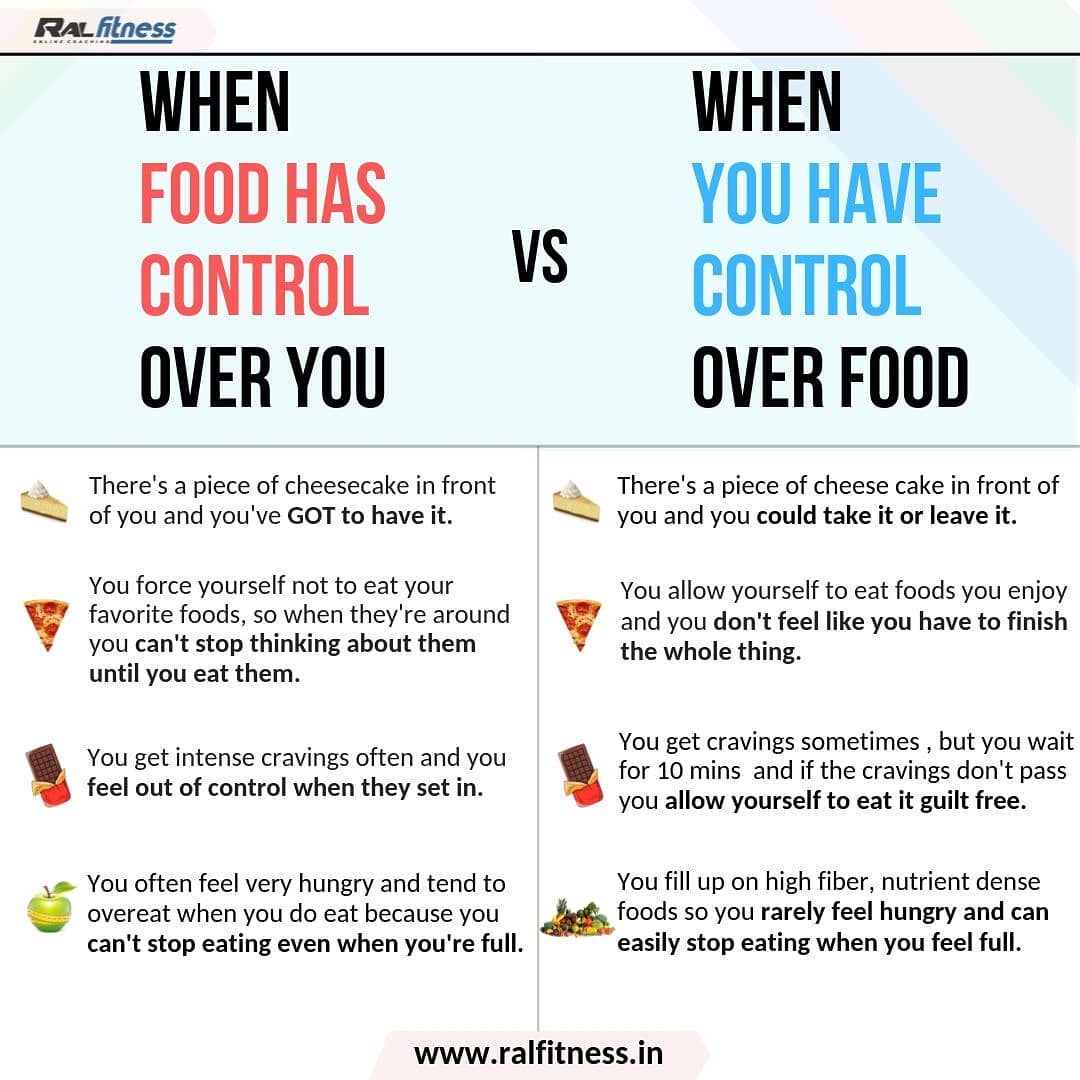 RAL fitness
ONLINE COACHING
WHEN
FOOD HAS
CONTROL
OVER YOU
VS
WHEN
YOU HAVE
CONTROL
OVER FOOD
There's a piece of cheesecake in front
of you and you've GOT to have it.
You force yourself not to eat your
favorite foods, so when they're around
you can't stop thinking about them
until you eat them.
You get intense cravings often and you
feel out of control when they set in.
You often feel very hungry and tend to
overeat when you do eat because you
can't stop eating even when you're full.
There's a piece of cheese cake in front of
you and you could take it or leave it.
You allow yourself to eat foods you enjoy
and you don't feel like you have to finish
the whole thing.
You get cravings sometimes , but you wait
for 10 mins  and if the cravings don't pass
you allow yourself to eat it guilt free.
You fill up on high fiber, nutrient dense
foods so you rarely feel hungry and can
easily stop eating when you feel full.
www.ralfitness.in